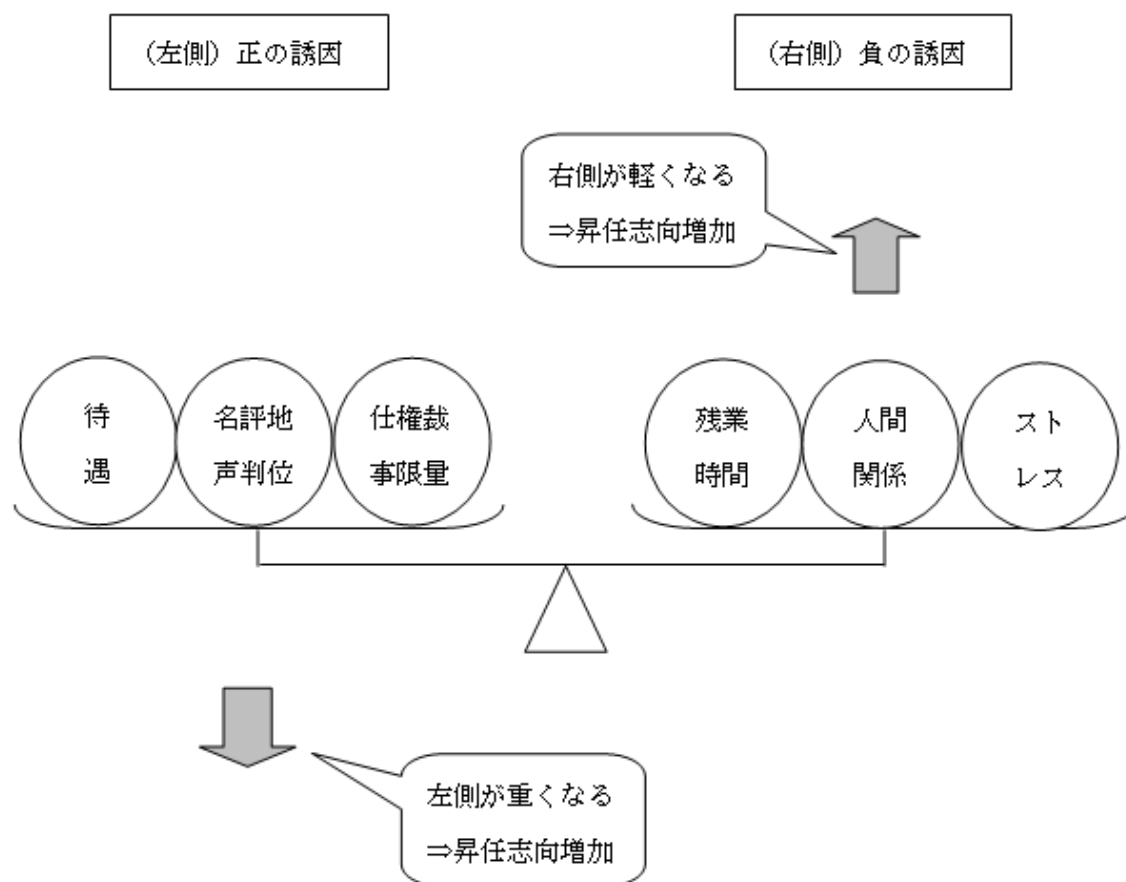 （左側）正の誘因
（右側）負の誘因
右側が軽くなる
⇒昇任志向増加
待
遇
名評地
声判位
仕権裁
事限量
残業
時間
人間
関係
スト
レス
左側が重くなる
⇒昇任志向増加